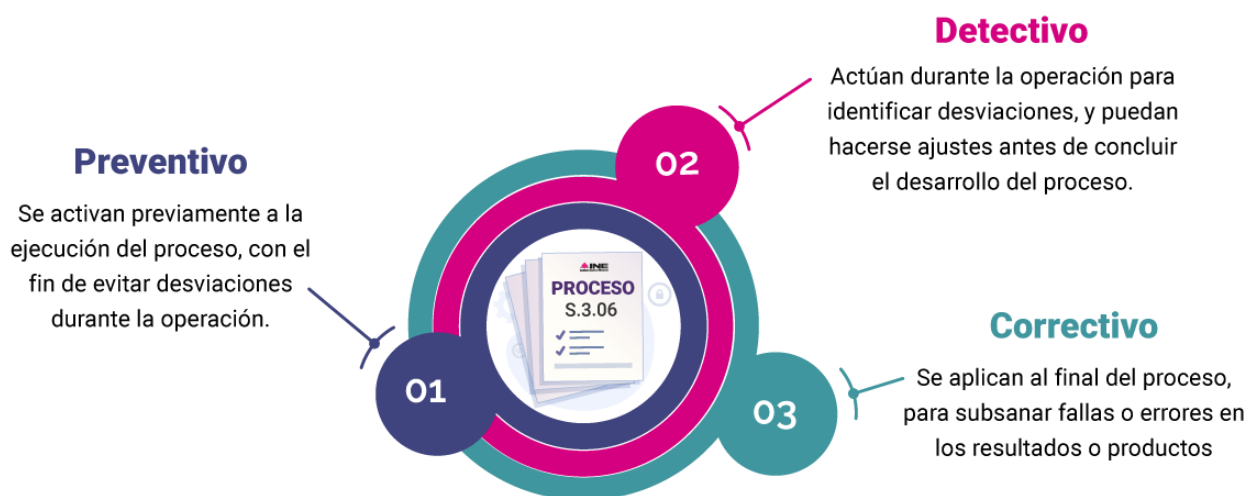 Preventivo
Se activan previamente a la
ejecución del proceso, con el
fin de evitar desviaciones
durante la operación.
01
Detectivo
Actúan durante la operación para
identificar desviaciones, y puedan
hacerse ajustes antes de concluir
el desarrollo del proceso.
02
INE
PROCESO
S.3.06
Correctivo
Se aplican al final del proceso,
para subsanar fallas o errores en
los resultados o productos
03